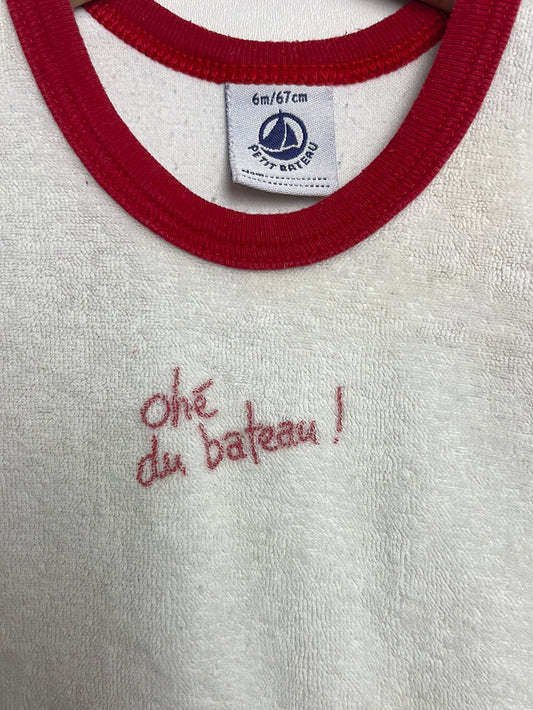 6m/67cm
PETIT BATEAU
ohé
du bateau !